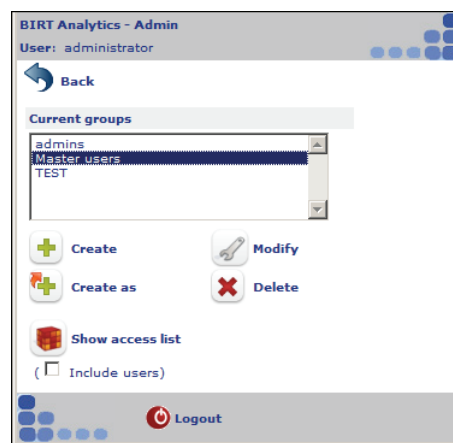 BIRT Analytics - Admin
User: administrator
Back
Current groups
admins
Master users
TEST
Create
Modify
Create as
Delete
Show access list
( Include users)
Logout